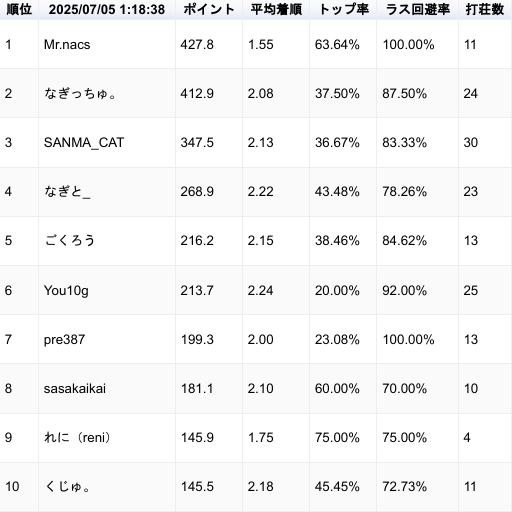 順位 2025/07/05 1:18:38 ポイント 平均着順 トップ率 ラス回避率 打荘数
1 Mr.nacs 427.8 1.55 63.64% 100.00% 11
2 なぎっちゅ。 412.9 2.08 37.50% 87.50% 24
3 SANMA_CAT 347.5 2.13 36.67% 83.33% 30
4 なぎと_ 268.9 2.22 43.48% 78.26% 23
5 ごくろう 216.2 2.15 38.46% 84.62% 13
6 You10g 213.7 2.24 20.00% 92.00% 25
7 pre387 199.3 2.00 23.08% 100.00% 13
8 sasakaikai 181.1 2.10 60.00% 70.00% 10
9 れに（reni） 145.9 1.75 75.00% 75.00% 4
10 くじゅ。 145.5 2.18 45.45% 72.73% 11